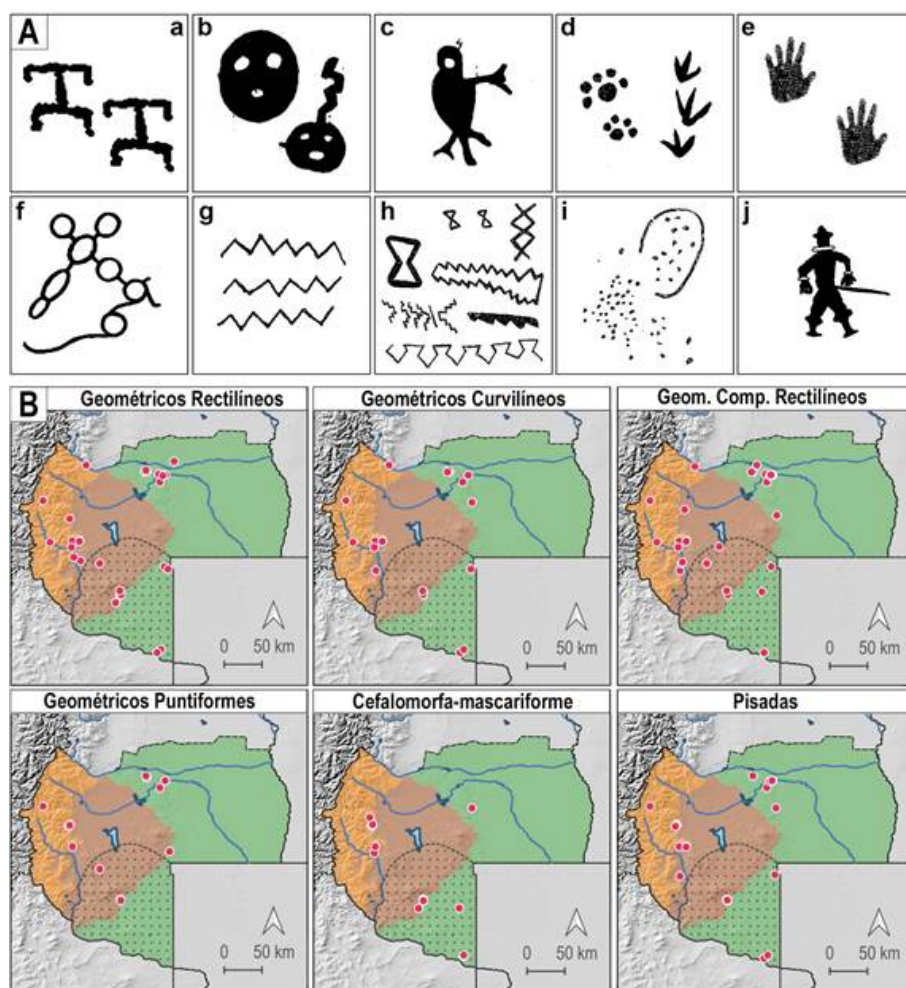 A
a
b
c
d
e
f
g
h
i
j
B
Geométricos Rectilíneos
Geométricos Curvilíneos
Geom. Comp. Rectilíneos
0 50 km
0 50 km
0 50 km
Geométricos Puntiformes
Cefalomorfa-mascariforme
Pisadas
0 50 km
0 50 km
0 50 km